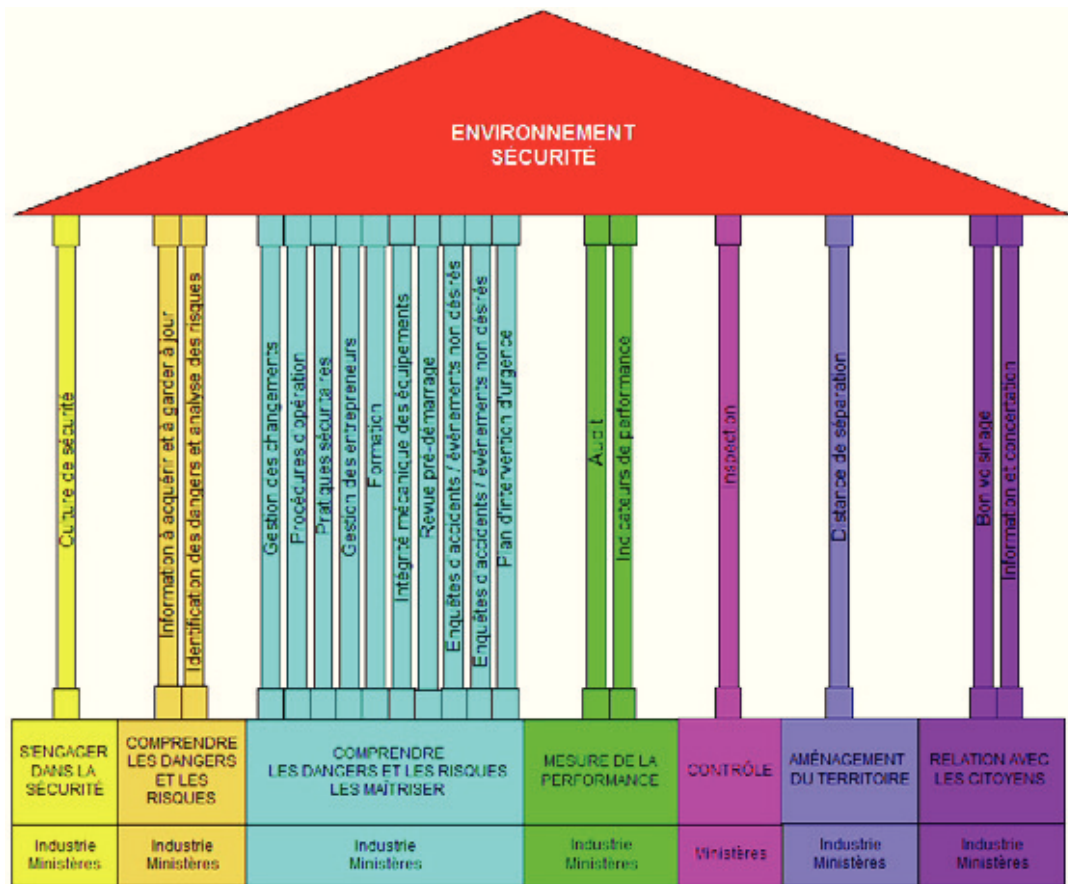 ENVIRONNEMENT
SÉCURITÉ
Culture de sécurité
Information à acquérir et à garder à jour
Identification des dangers et analyse des risques
Gestion des changements
Procédures d'opération
Pratiques sécuritaires
Gestion des entrepreneurs
Formation
Intégrité mécanique des équipements
Revue pré-démarrage
Enquêtes d'accidents / événements non désirés
Enquêtes d'accidents / événements non désirés
Plan d'intervention d'urgence
Audit
Indicateurs de performance
Inspection
Distance de séparation
Bon voisinage
Information et concertation
S'ENGAGER
DANS LA
SÉCURITÉ
COMPRENDRE
LES DANGERS
ET LES
RISQUES
COMPRENDRE
LES DANGERS ET LES RISQUES
LES MAÎTRISER
MESURE DE LA
PERFORMANCE
CONTRÔLE
AMÉNAGEMENT
DU TERRITOIRE
RELATION AVEC
LES CITOYENS
Industrie
Ministères
Industrie
Ministères
Industrie
Ministères
Industrie
Ministères
Ministères
Industrie
Ministères
Industrie
Ministères